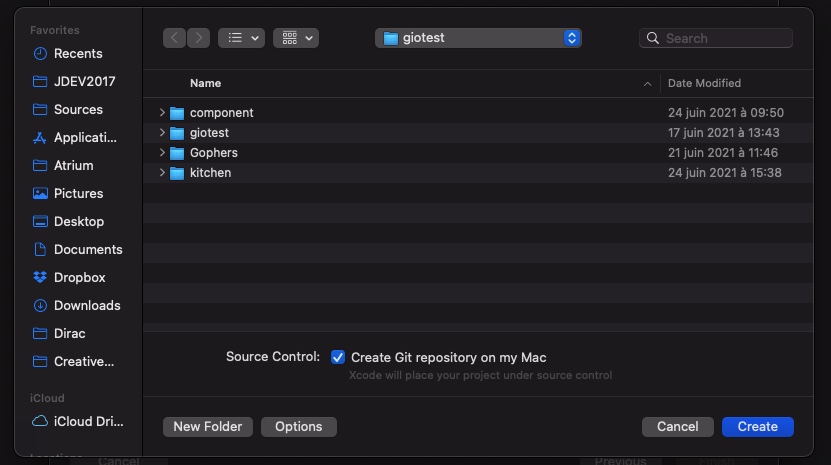 Favorites
Recents
JDEV2017
Sources
Applicati...
Atrium
Pictures
Desktop
Documents
Dropbox
Downloads
Dirac
Creative...
iCloud
iCloud Dri...
giotest
Search
Name Date Modified
component 24 juin 2021 à 09:50
giotest 17 juin 2021 à 13:43
Gophers 21 juin 2021 à 11:46
kitchen 24 juin 2021 à 15:38
Source Control: Create Git repository on my Mac
Xcode will place your project under source control
New Folder Options Cancel Create
Cancel Previous